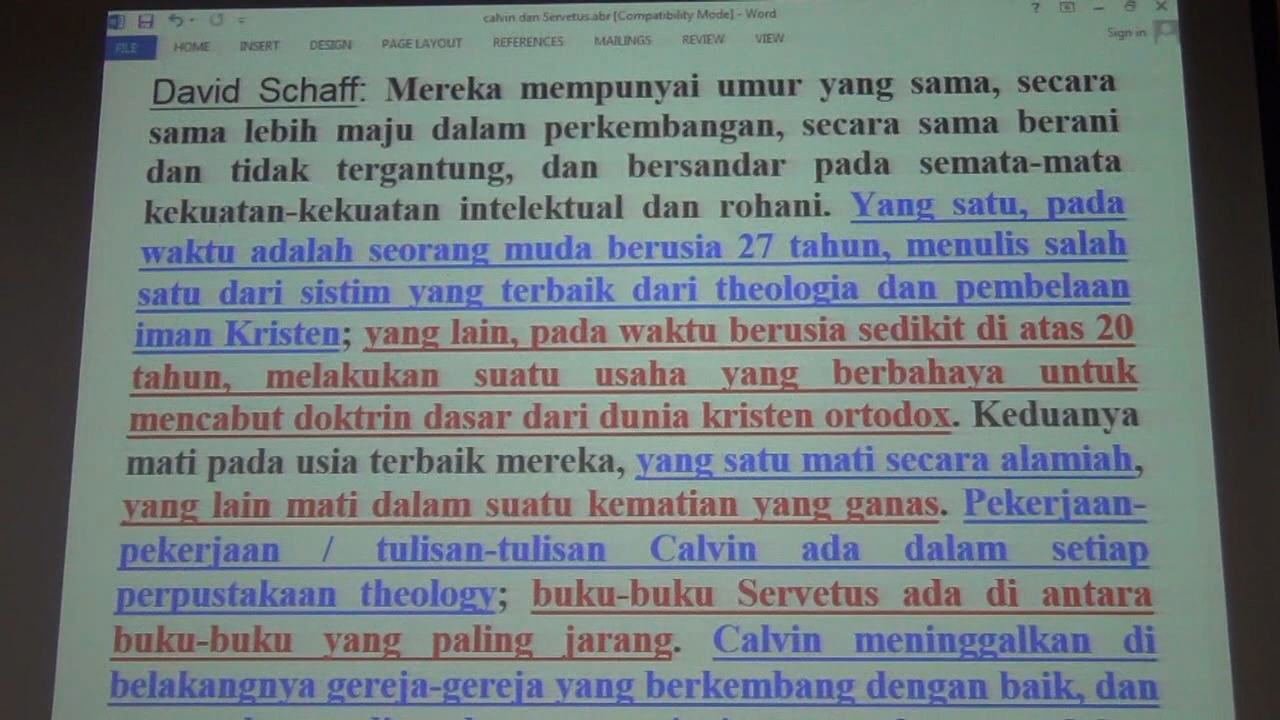 calvin dan Servetus.abr [Compatibility Mode] - Word
?
Sign in
FILE HOME INSERT DESIGN PAGE LAYOUT REFERENCES MAILINGS REVIEW VIEW
David Schaff: Mereka mempunyai umur yang sama, secara
sama lebih maju dalam perkembangan, secara sama berani
dan tidak tergantung, dan bersandar pada semata-mata
kekuatan-kekuatan intelektual dan rohani. Yang satu, pada
waktu adalah seorang muda berusia 27 tahun, menulis salah
satu dari sistim yang terbaik dari theologia dan pembelaan
iman Kristen; yang lain, pada waktu berusia sedikit di atas 20
tahun, melakukan suatu usaha yang berbahaya untuk
mencabut doktrin dasar dari dunia kristen ortodox. Keduanya
mati pada usia terbaik mereka, yang satu mati secara alamiah,
yang lain mati dalam suatu kematian yang ganas. Pekerjaan-
pekerjaan / tulisan-tulisan Calvin ada dalam setiap
perpustakaan theology; buku-buku Servetus ada di antara
buku-buku yang paling jarang. Calvin meninggalkan di
belakangnya gereja-gereja yang berkembang dengan baik, dan